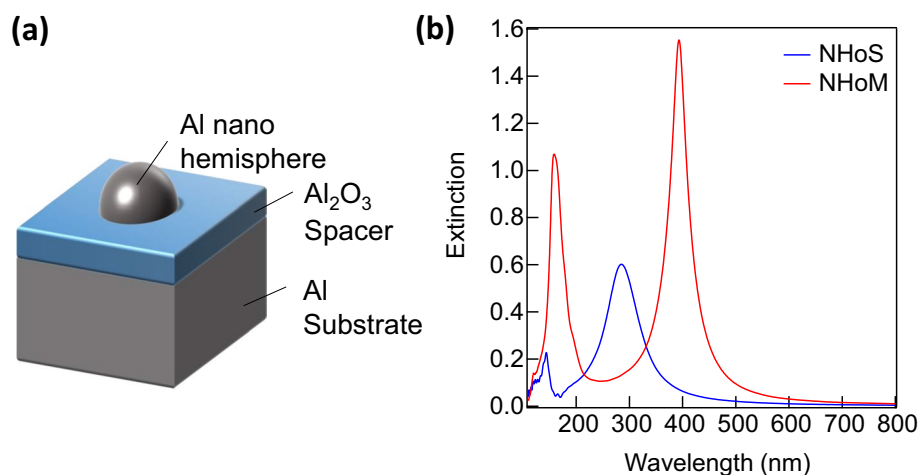 (a)
Al nano
hemisphere
Al₂O₃
Spacer
Al
Substrate
(b)
NHoS
NHoM
Extinction
1.6
1.4
1.2
1.0
0.8
0.6
0.4
0.2
0.0
200 300 400 500 600 700 800
Wavelength (nm)